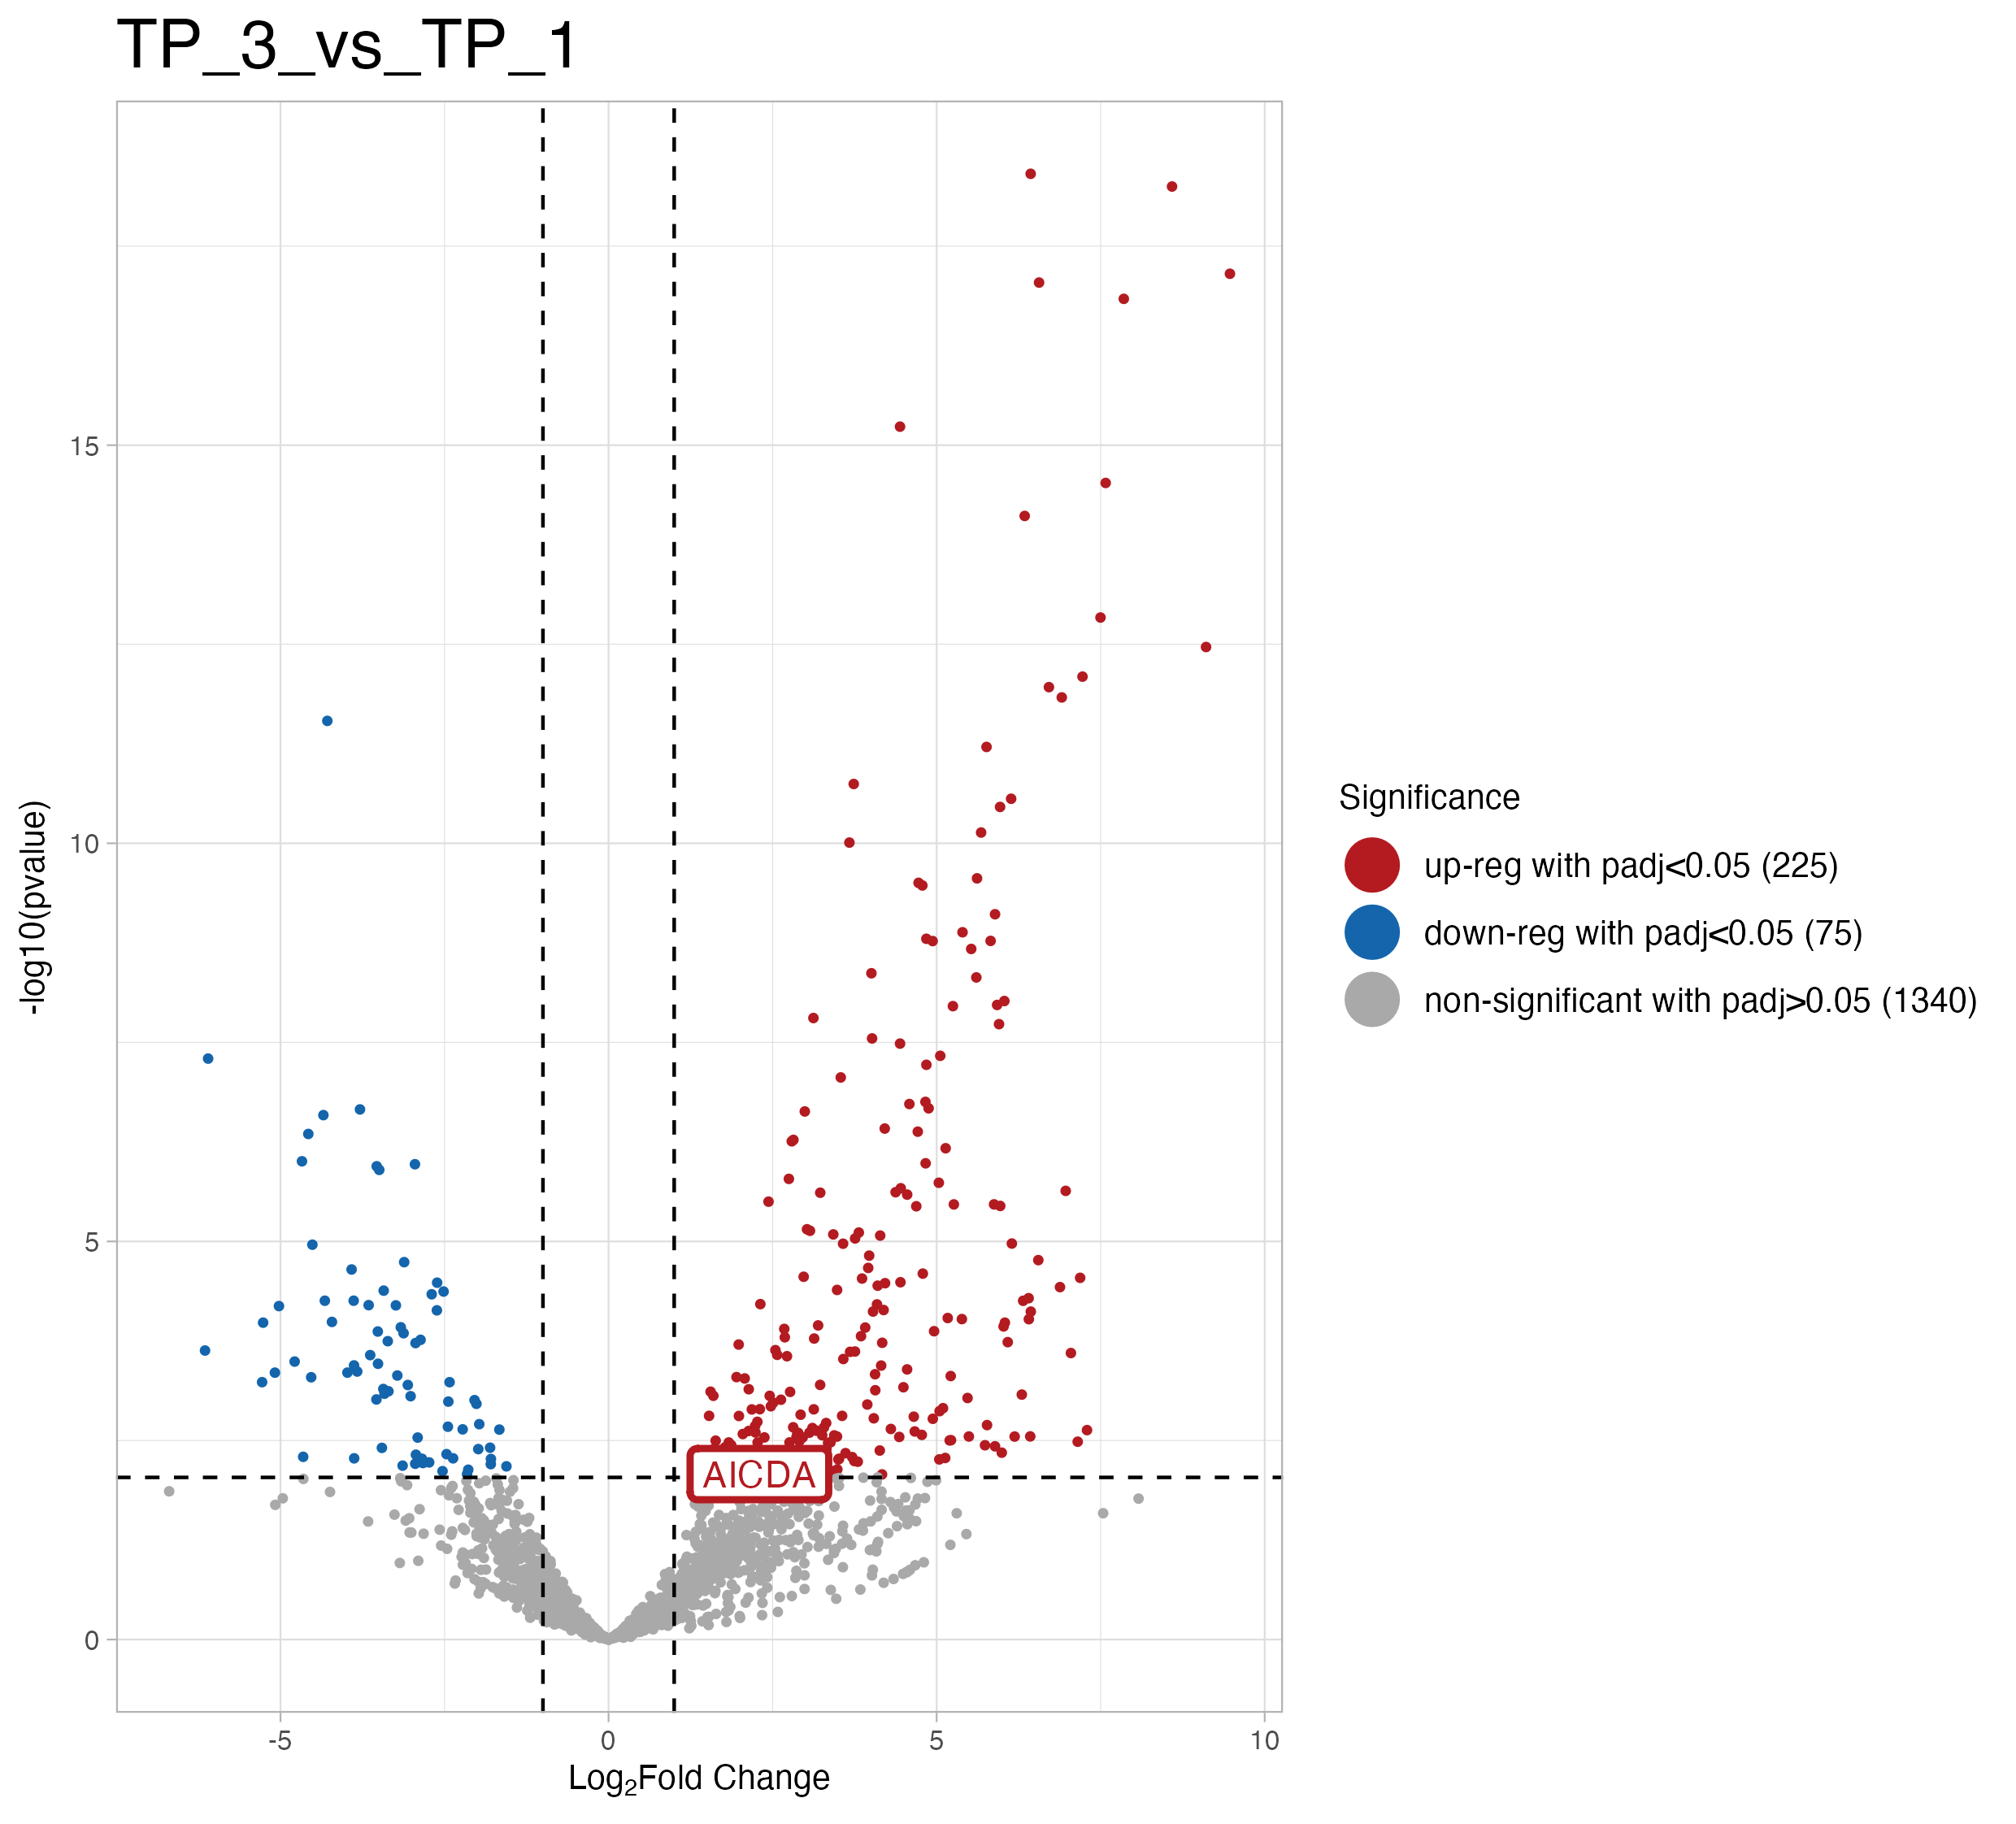 TP_3_vs_TP_1
-log10(pvalue)
15
10
5
0
AICDA
-5
0
5
10
Log₂Fold Change
Significance
up-reg with padj<0.05 (225)
down-reg with padj<0.05 (75)
non-significant with padj>0.05 (1340)